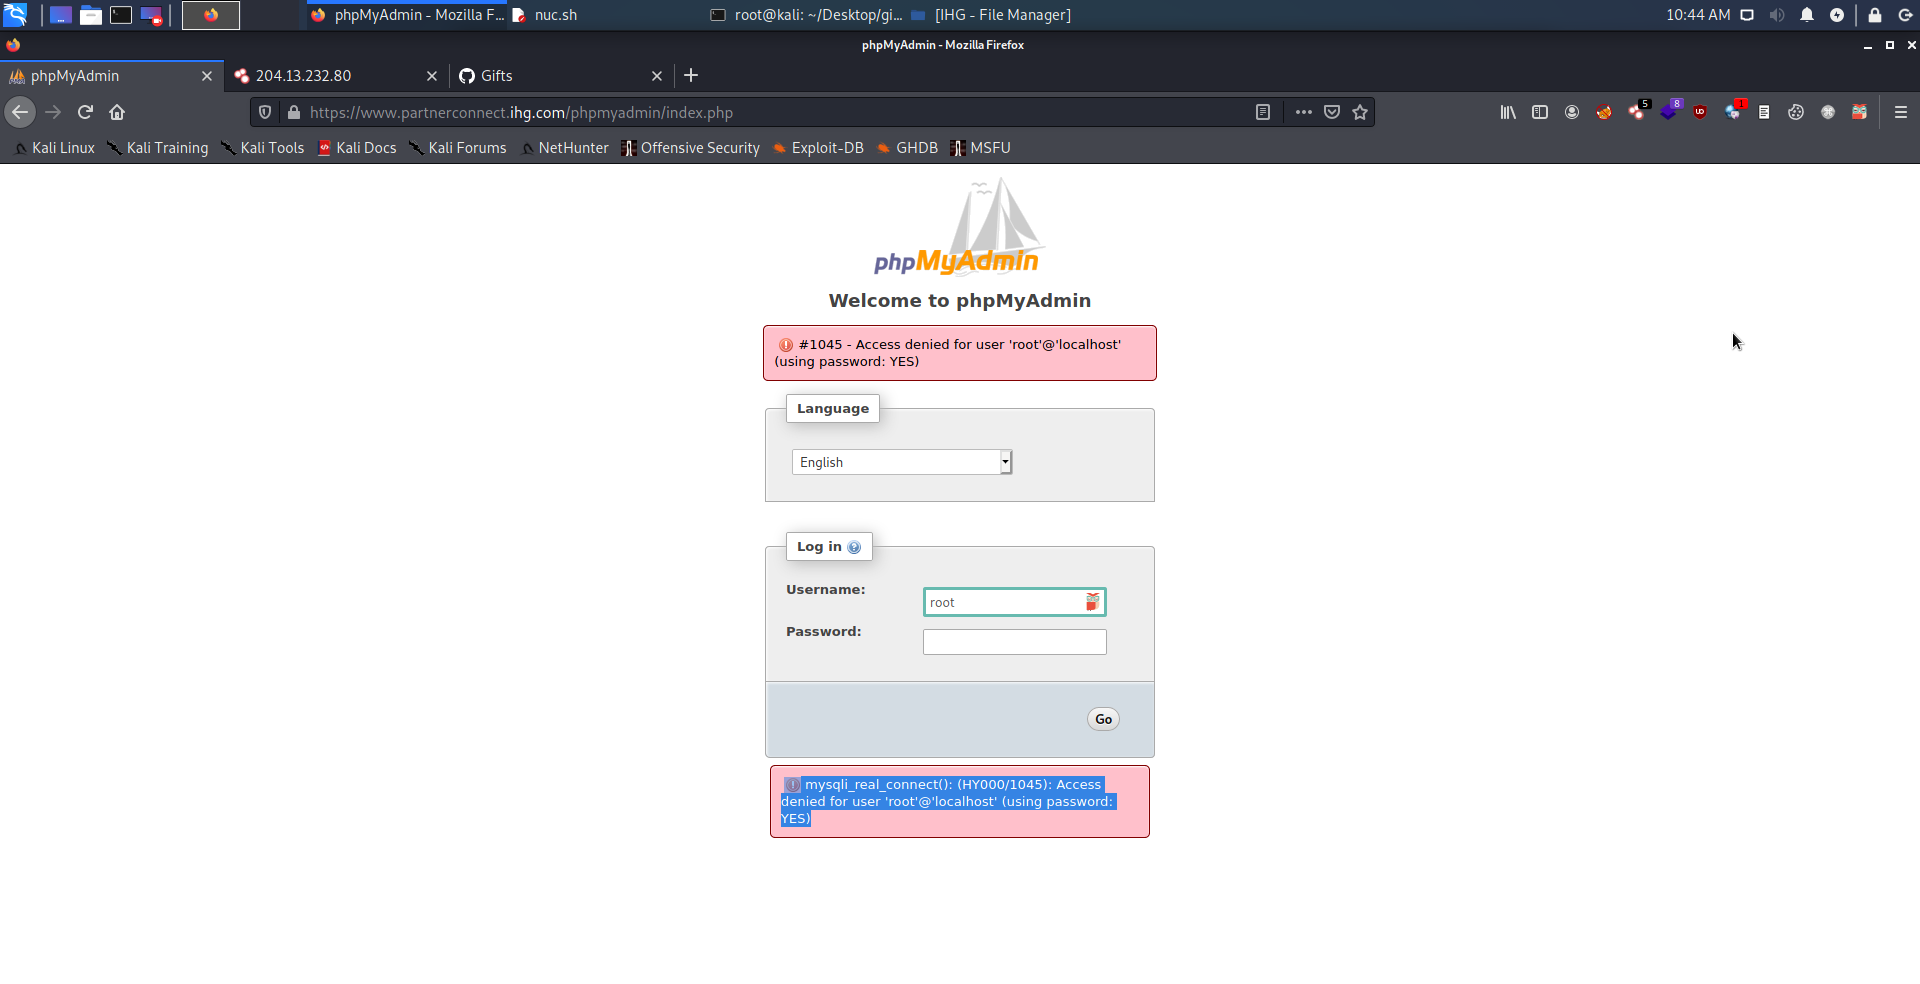 phpMyAdmin - Mozilla F...
nuc.sh
root@kali: ~/Desktop/gi...
[IHG - File Manager]
10:44 AM
phpMyAdmin - Mozilla Firefox
phpMyAdmin
204.13.232.80
Gifts
https://www.partnerconnect.ihg.com/phpmyadmin/index.php
5
8
UD
1
Kali Linux
Kali Training
Kali Tools
Kali Docs
Kali Forums
NetHunter
Offensive Security
Exploit-DB
GHDB
MSFU
phpMyAdmin
Welcome to phpMyAdmin
#1045 - Access denied for user 'root'@'localhost'
(using password: YES)
Language
English
Log in
Username:
root
Password:
Go
mysqli_real_connect(): (HY000/1045): Access
denied for user 'root'@'localhost' (using password:
YES)